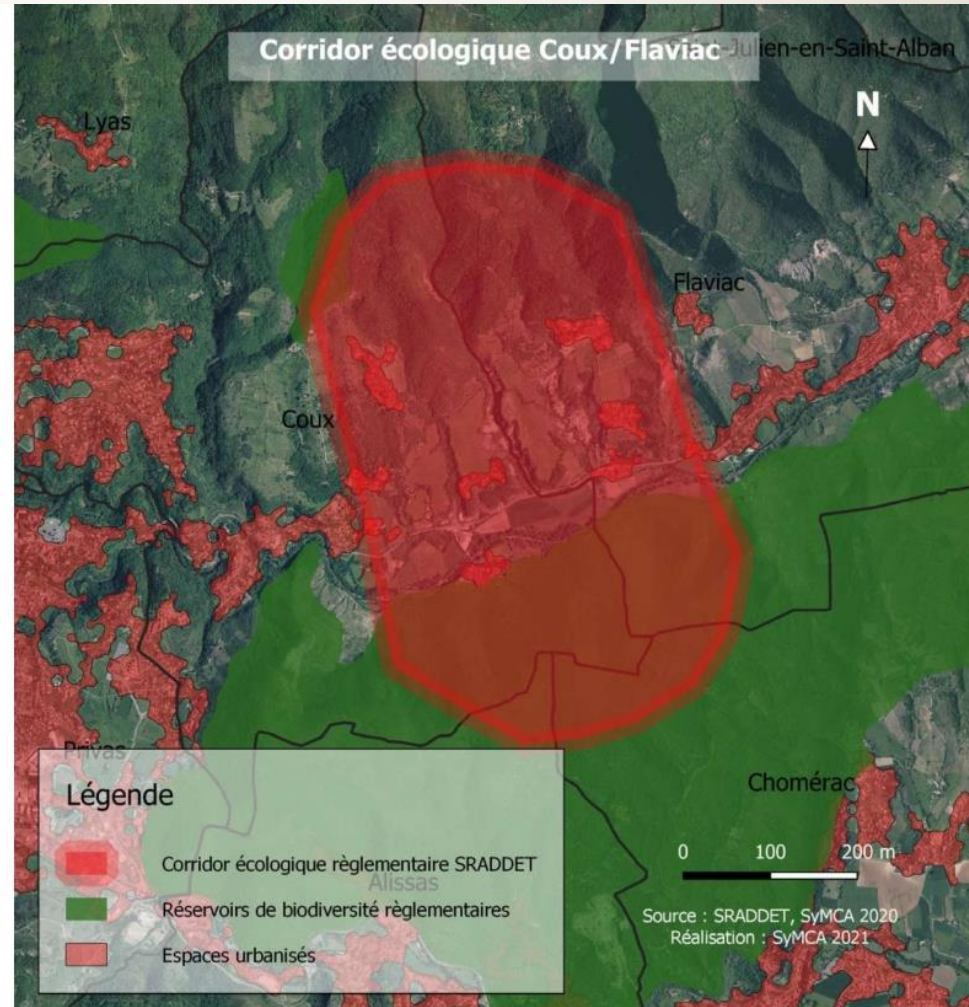 Corridor écologique Coux/Flaviac
-Julien-en-Saint-Alban
N
Lyas
Flaviac
Coux
Privas
Chomérac
Légende
Corridor écologique règlementaire SRADDET
Alissas
Réservoirs de biodiversité règlementaires
Espaces urbanisés
0 100 200 m
Source : SRADDET, SyMCA 2020
Réalisation : SyMCA 2021